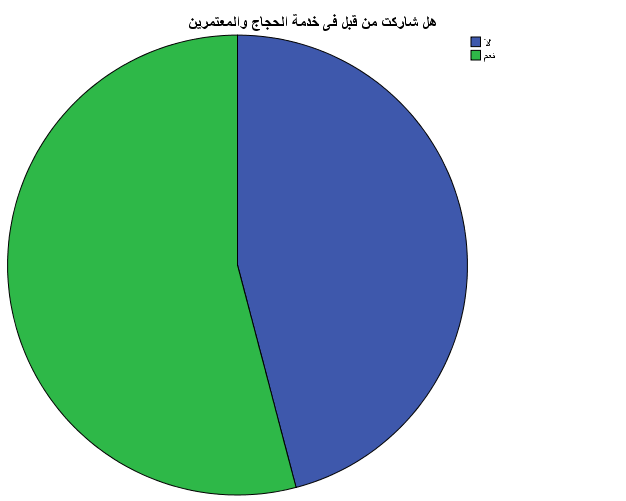 هل شاركت من قبل فى خدمة الحجاج والمعتمرين
لا
نعم